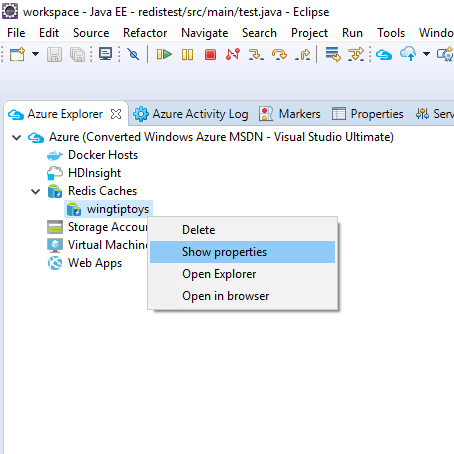 workspace - Java EE - redistest/src/main/test.java - Eclipse
File Edit Source Refactor Navigate Search Project Run Tools Windo
Azure Explorer Azure Activity Log Markers Properties Serv
Azure (Converted Windows Azure MSDN - Visual Studio Ultimate)
Docker Hosts
HDInsight
Redis Caches
wingtiptoys
Storage Accou
Virtual Machin
Web Apps
Delete
Show properties
Open Explorer
Open in browser